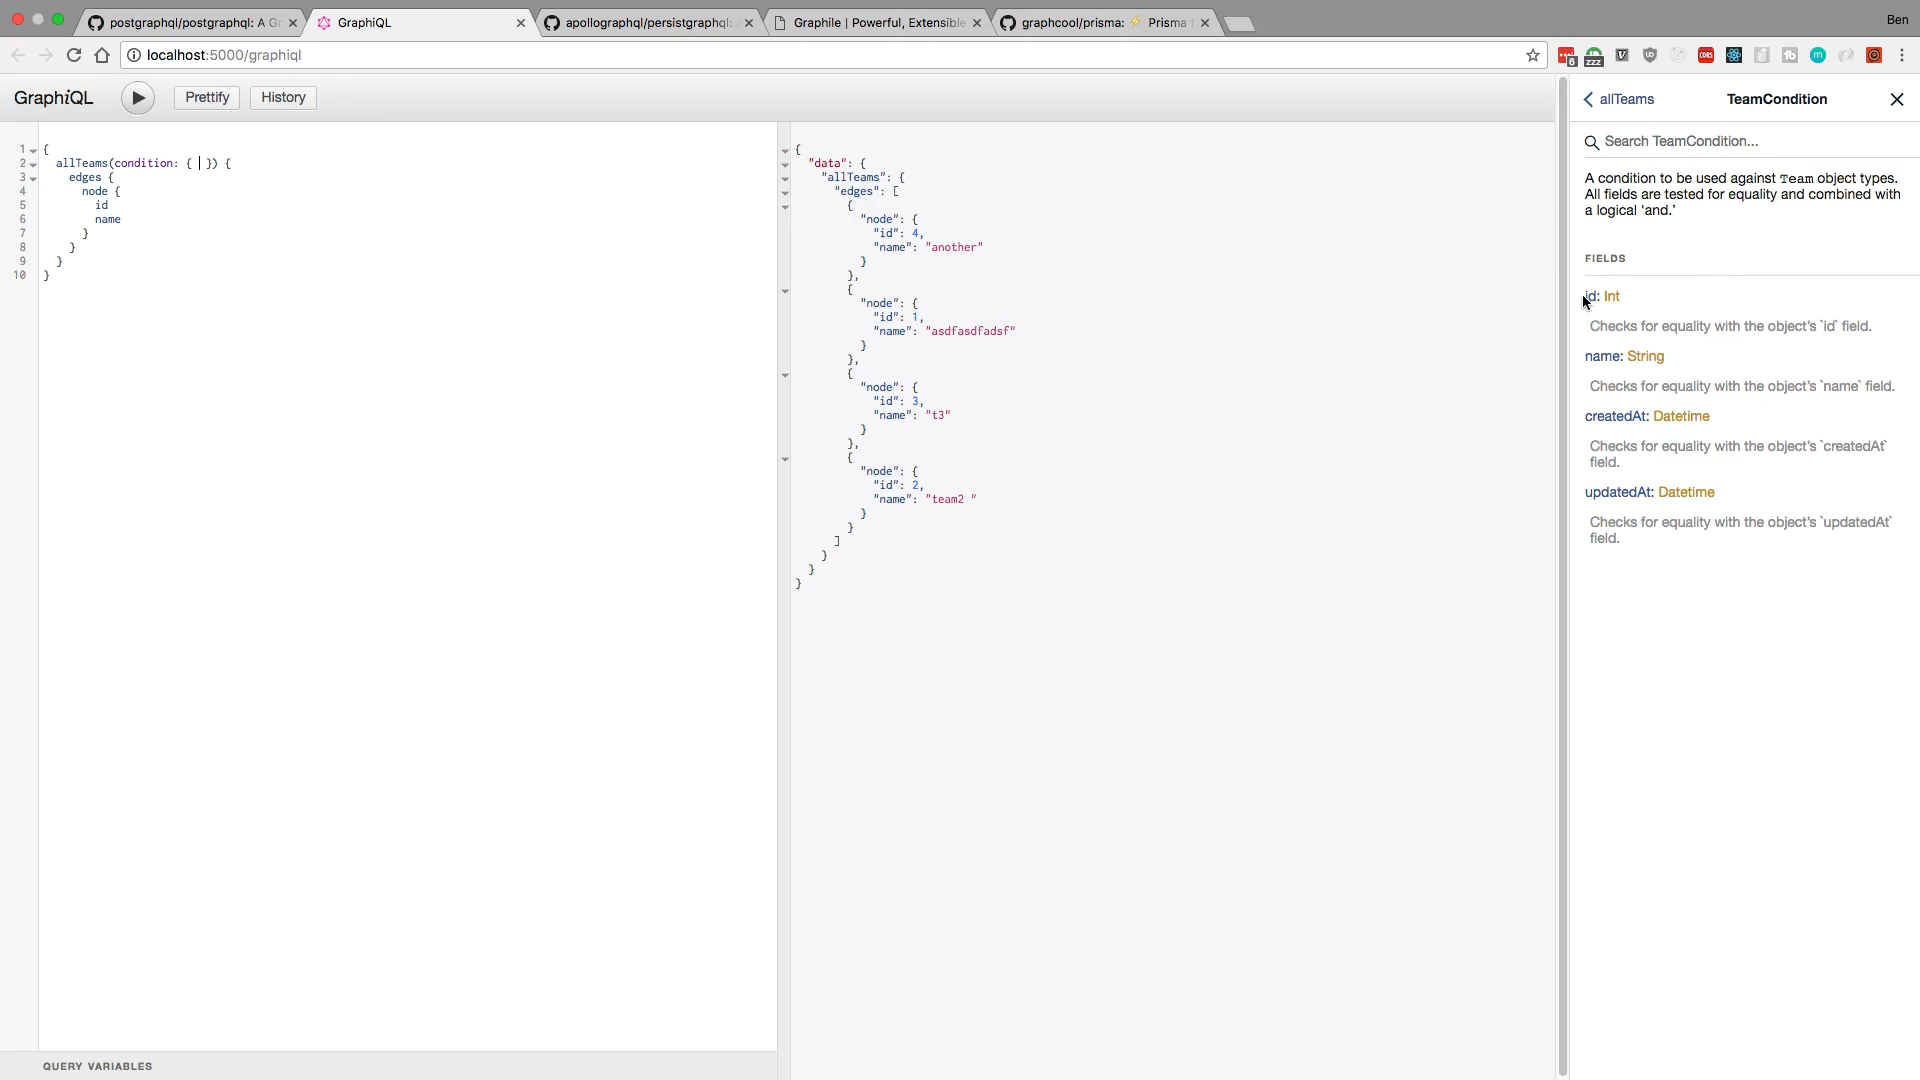 postgraphql/postgraphql: A Gr
GraphiQL
apollographql/persistgraphql:
Graphile | Powerful, Extensible
graphcool/prisma: ⚡ Prisma
Ben
localhost:5000/graphiql
6
zzz
CORS
GraphiQL
Prettify
History
1 {
2 allTeams(condition: { | }) {
3 edges {
4 node {
5 id
6 name
7 }
8 }
9 }
10 }
QUERY VARIABLES
{
"data": {
"allTeams": {
"edges": [
{
"node": {
"id": 4,
"name": "another"
}
},
{
"node": {
"id": 1,
"name": "asdfasdfadsf"
}
},
{
"node": {
"id": 3,
"name": "t3"
}
},
{
"node": {
"id": 2,
"name": "team2 "
}
}
]
}
}
}
allTeams
TeamCondition
Search TeamCondition...
A condition to be used against Team object types.
All fields are tested for equality and combined with
a logical ‘and.’
FIELDS
id: Int
Checks for equality with the object’s `id` field.
name: String
Checks for equality with the object’s `name` field.
createdAt: Datetime
Checks for equality with the object’s `createdAt`
field.
updatedAt: Datetime
Checks for equality with the object’s `updatedAt`
field.